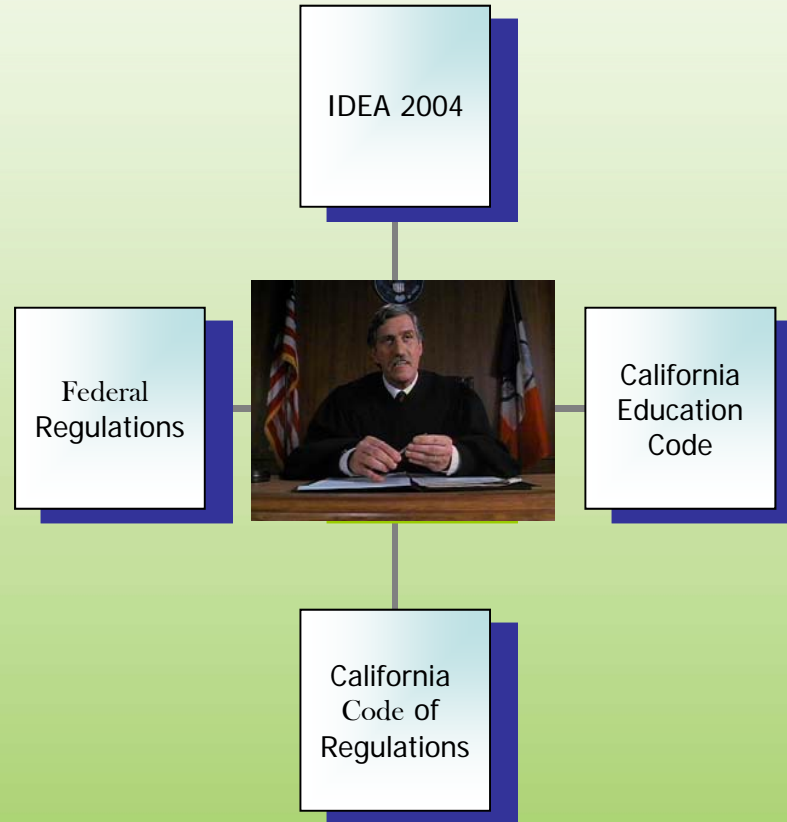 IDEA 2004
Federal
Regulations
California
Education
Code
California
Code of
Regulations